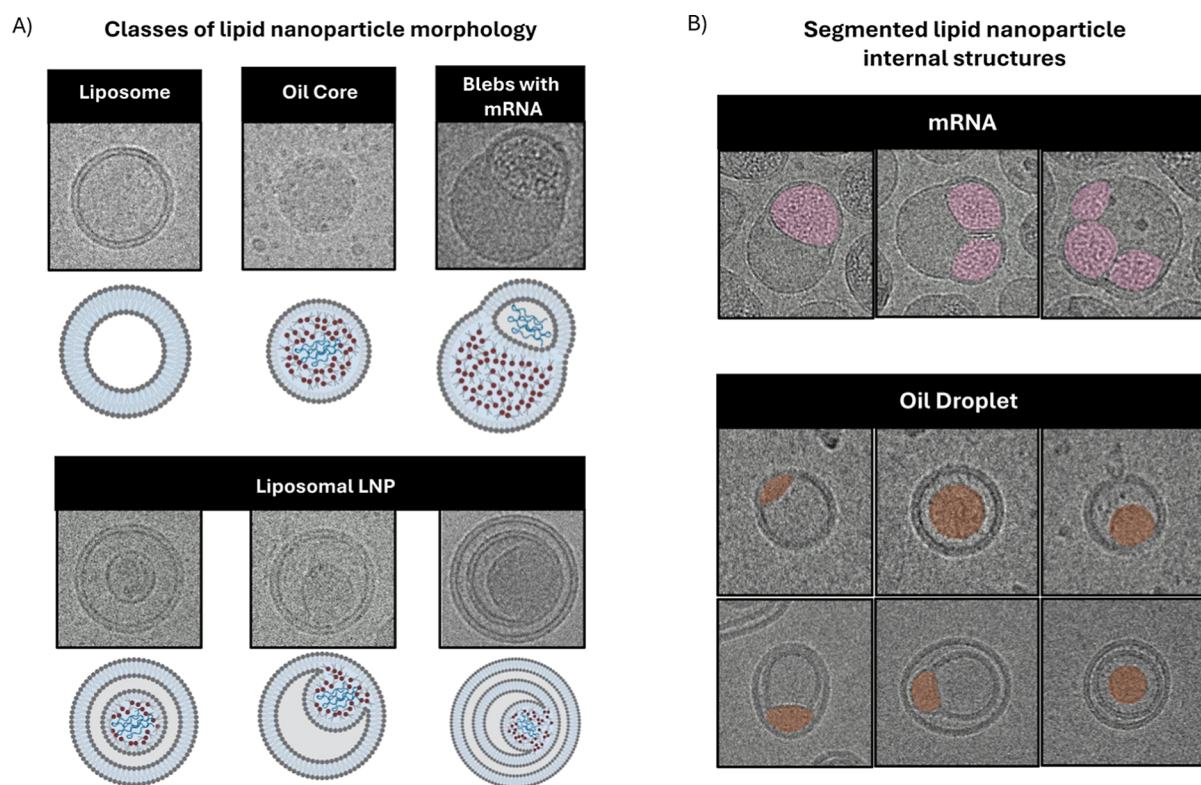 A)
Classes of lipid nanoparticle morphology
Liposome
Oil Core
Blebs with
mRNA
Liposomal LNP
B)
Segmented lipid nanoparticle
internal structures
mRNA
Oil Droplet